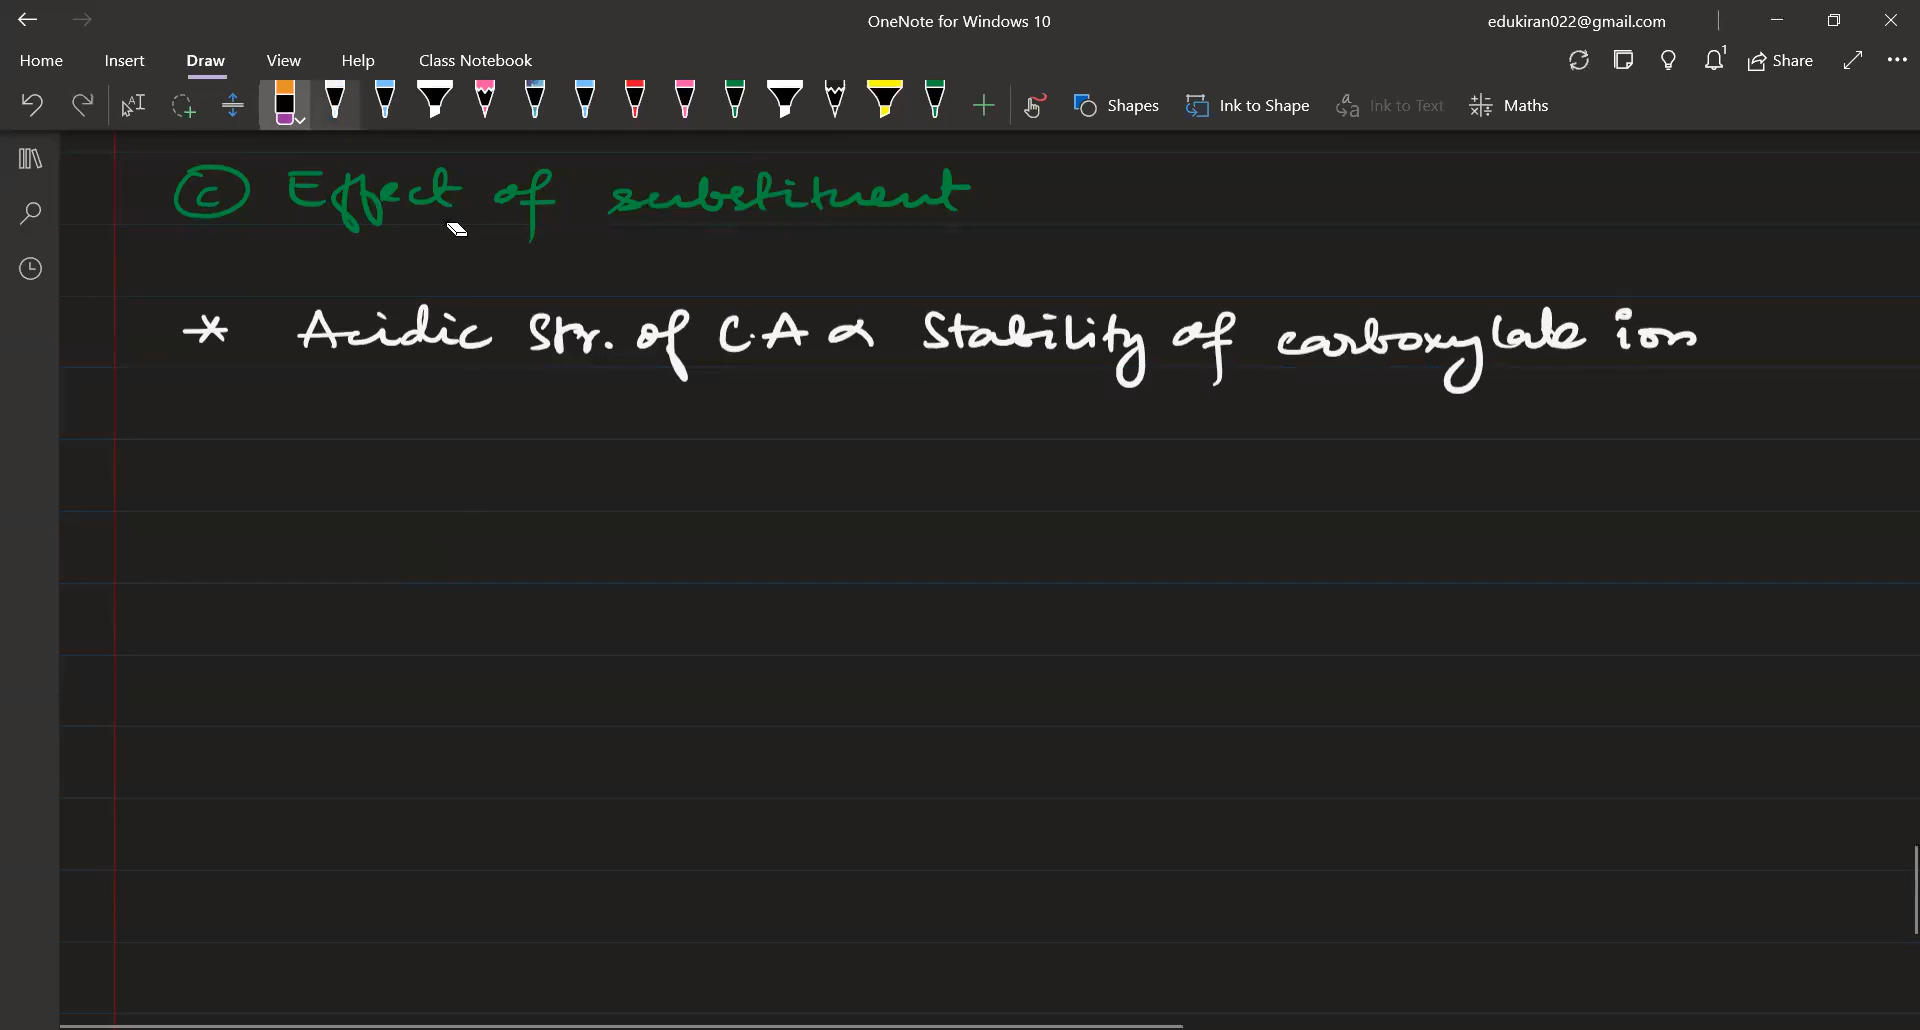 OneNote for Windows 10
edukiran022@gmail.com
Home Insert Draw View Help Class Notebook
1 Share
Shapes Ink to Shape Ink to Text Maths
(c) Effect of substituent
* Acidic Str. of C.A ∝ Stability of carboxylate ion